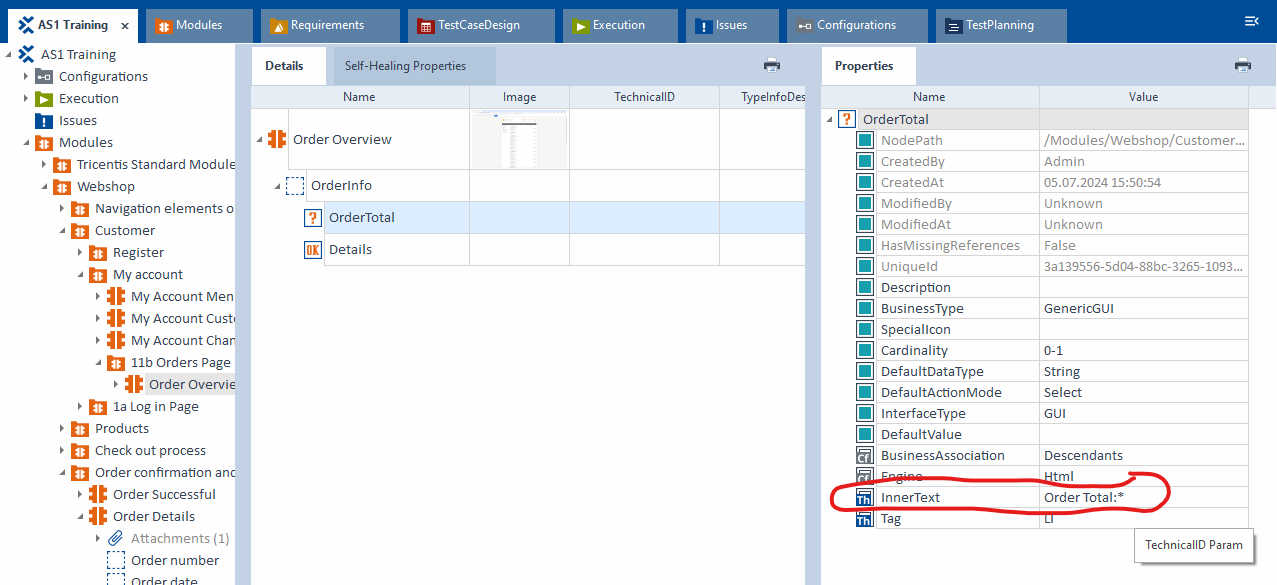 AS1 Training ×
Modules
Requirements
TestCaseDesign
Execution
Issues
Configurations
TestPlanning
AS1 Training
Configurations
Execution
Issues
Modules
Tricentis Standard Module
Webshop
Navigation elements o
Customer
Register
My account
My Account Men
My Account Cust
My Account Chan
11b Orders Page
Order Overvie
1a Log in Page
Products
Check out process
Order confirmation and
Order Successful
Order Details
Attachments (1)
Order number
Order date
Details
Self-Healing Properties
Name Image TechnicalID TypeInfoDes
Order Overview
OrderInfo
? OrderTotal
OK Details
Properties
Name Value
? OrderTotal
NodePath /Modules/Webshop/Customer...
CreatedBy Admin
CreatedAt 05.07.2024 15:50:54
ModifiedBy Unknown
ModifiedAt Unknown
HasMissingReferences False
UniqueId 3a139556-5d04-88bc-3265-1093...
Description
BusinessType GenericGUI
SpecialIcon
Cardinality 0-1
DefaultDataType String
DefaultActionMode Select
InterfaceType GUI
DefaultValue
Cf BusinessAssociation Descendants
Cf Engine Html
Th InnerText Order Total:*
Th Tag LI
TechnicalID Param